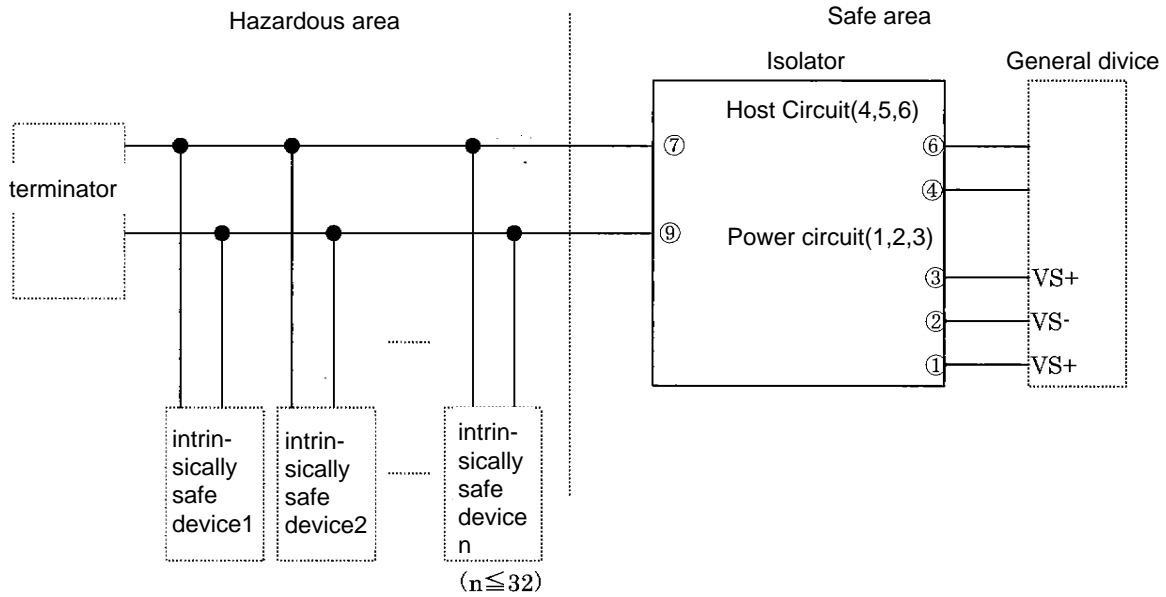 Hazardous area
Safe area
Isolator
General divice
Host Circuit(4,5,6)
⑦
⑥
terminator
④
⑨
Power circuit(1,2,3)
③
VS+
②
VS-
①
VS+
intrin-
sically
safe
device1
intrin-
sically
safe
device2
intrin-
sically
safe
device
n
(n≦32)